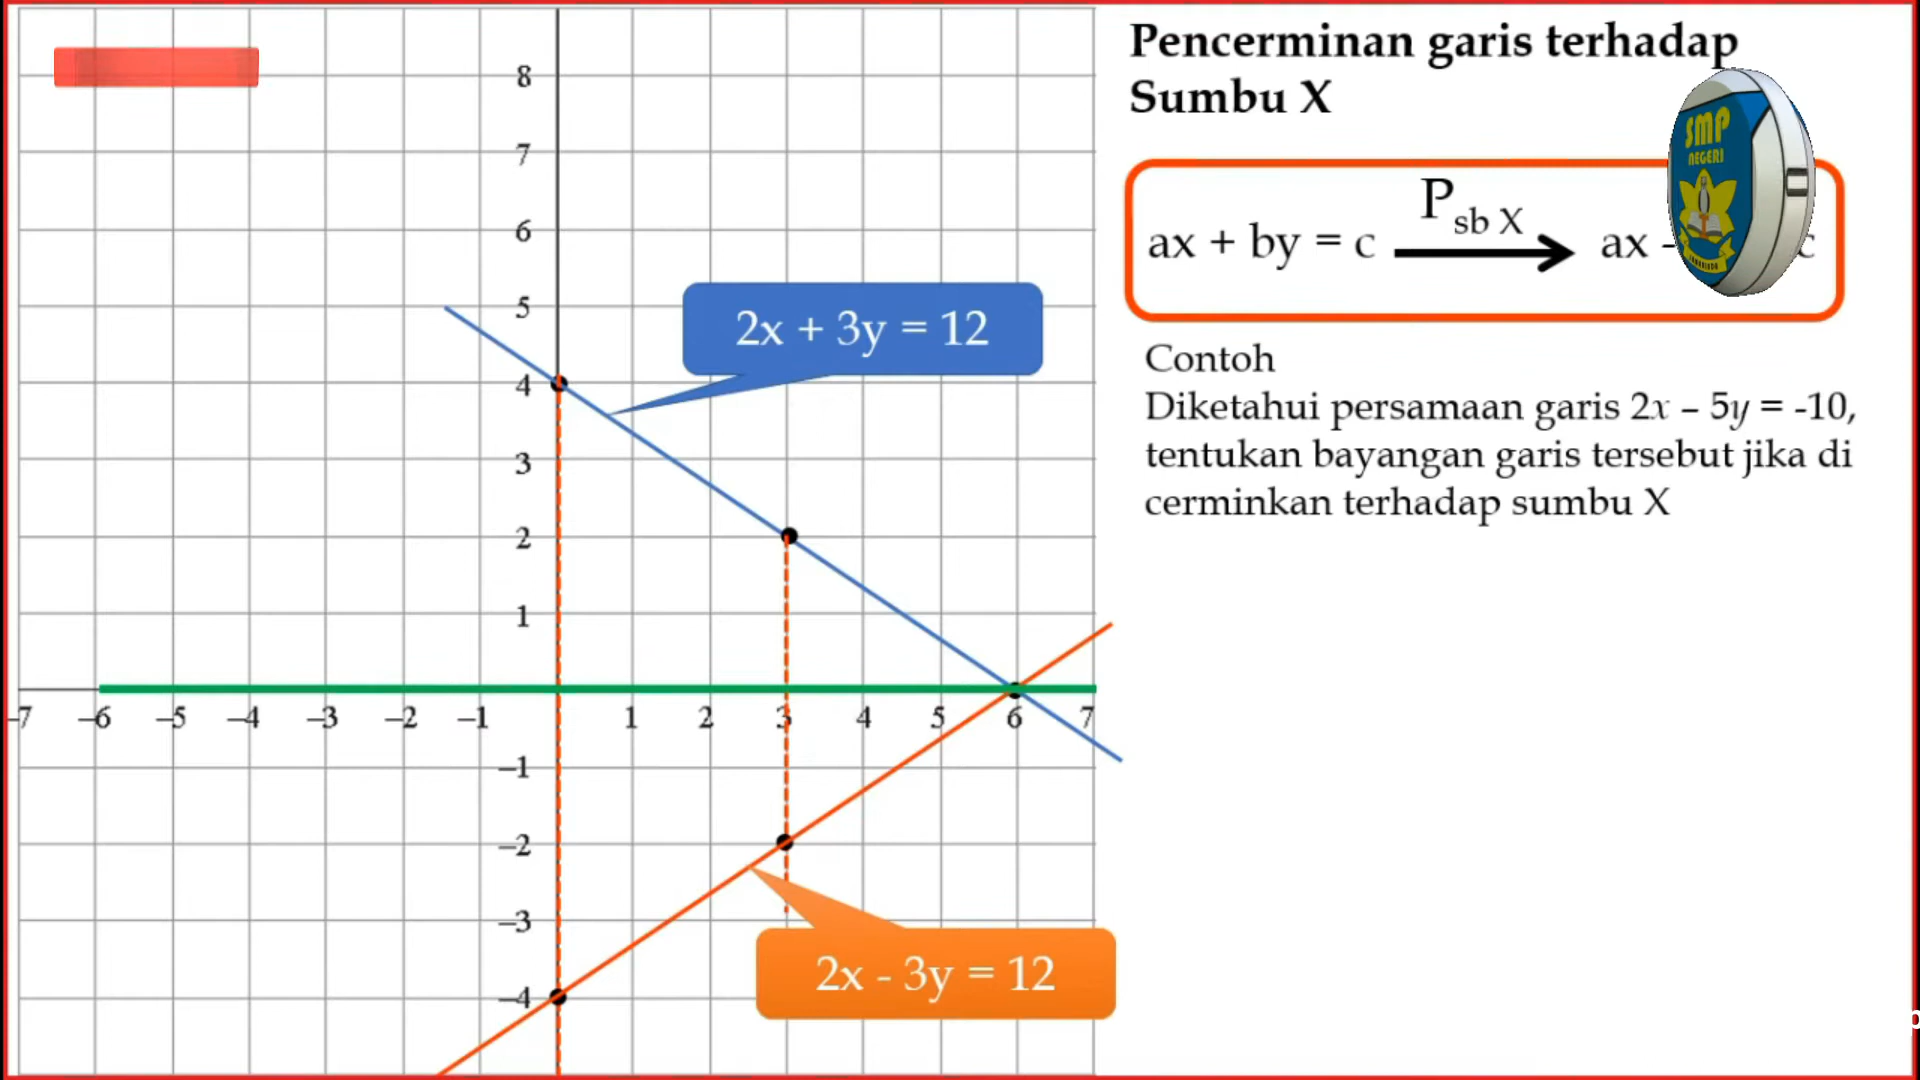 Pencerminan garis terhadap
Sumbu X
SMP
NEGERI
P sb X
ax + by = c
ax - c
Contoh
Diketahui persamaan garis 2x – 5y = -10,
tentukan bayangan garis tersebut jika di
cerminkan terhadap sumbu X
8
7
6
5
2x + 3y = 12
4
3
2
1
–7 –6 –5 –4 –3 –2 –1 1 2 3 4 5 6 7
–1
–2
–3
2x - 3y = 12
–4